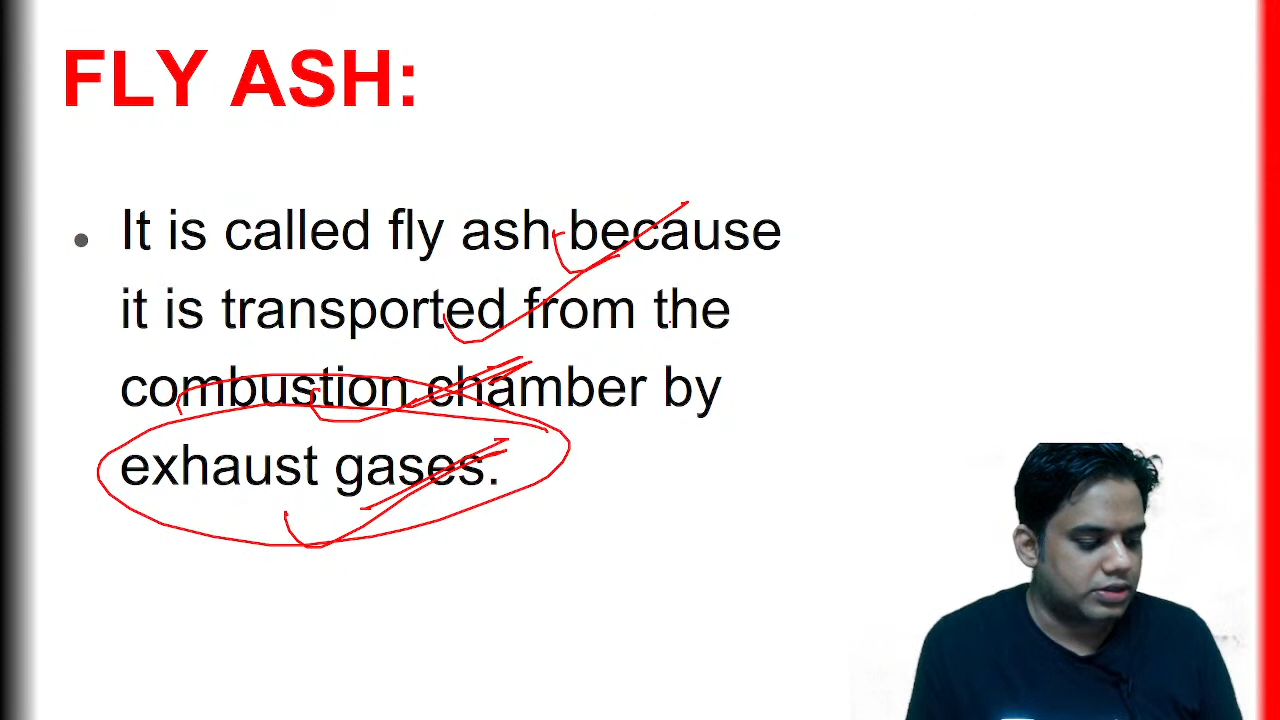 FLY ASH:
• It is called fly ash because
it is transported from the
combustion chamber by
exhaust gases.